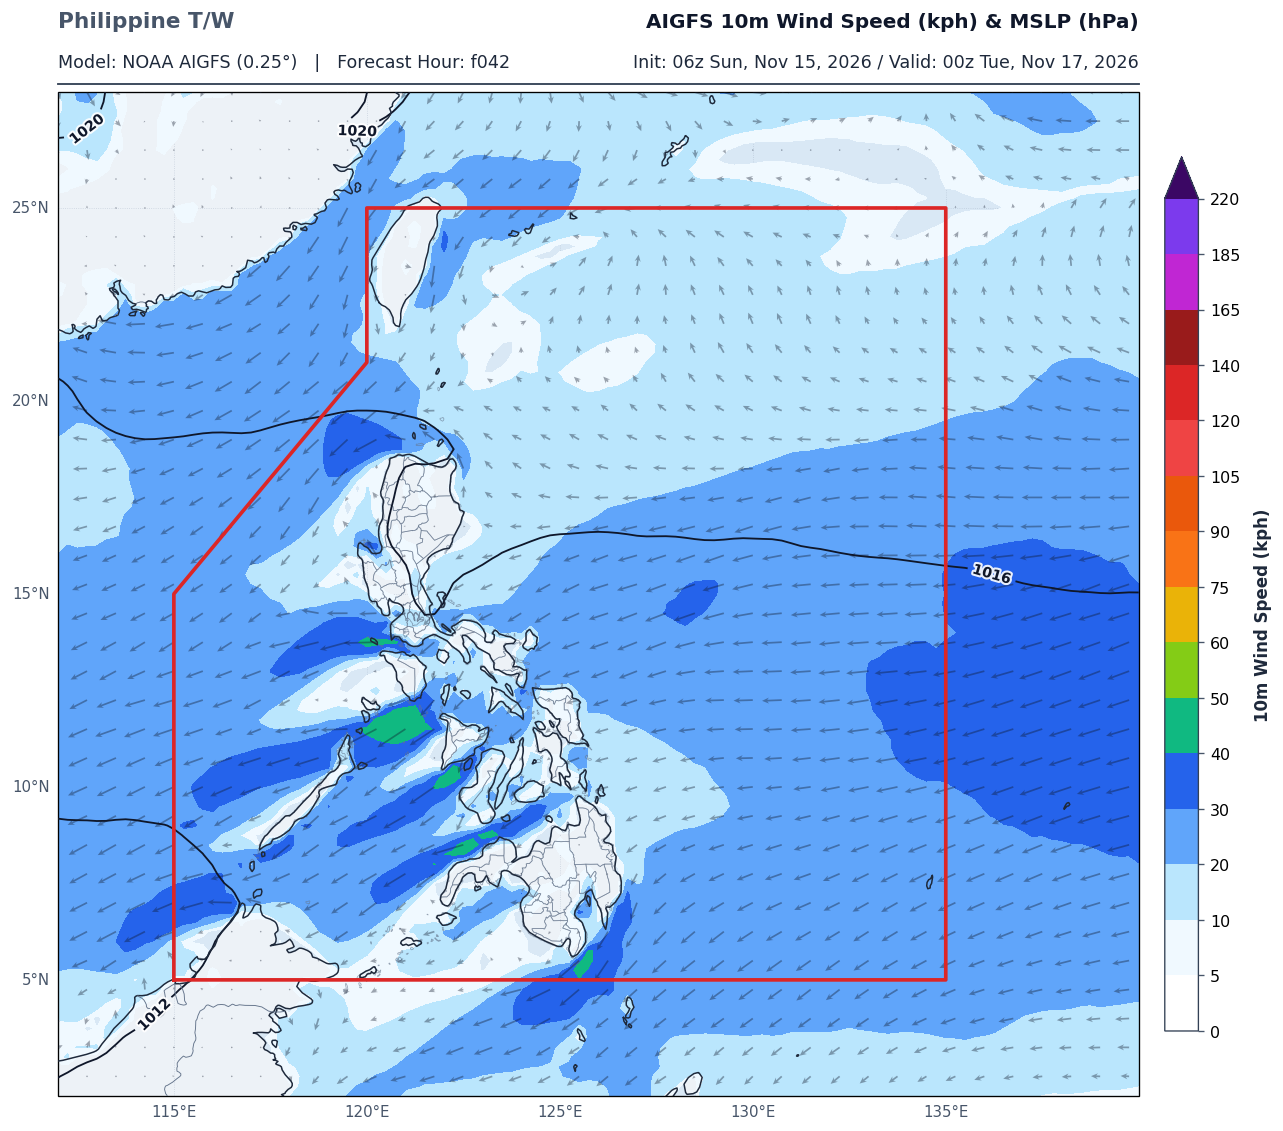 Philippine T/W
AIGFS 10m Wind Speed (kph) & MSLP (hPa)
Model: NOAA AIGFS (0.25°)   |   Forecast Hour: f042
Init: 06z Sun, Nov 15, 2026 / Valid: 00z Tue, Nov 17, 2026
1020
1020
1016
1012
25°N
20°N
15°N
10°N
5°N
115°E
120°E
125°E
130°E
135°E
220
185
165
140
120
105
90
75
60
50
40
30
20
10
5
0
10m Wind Speed (kph)